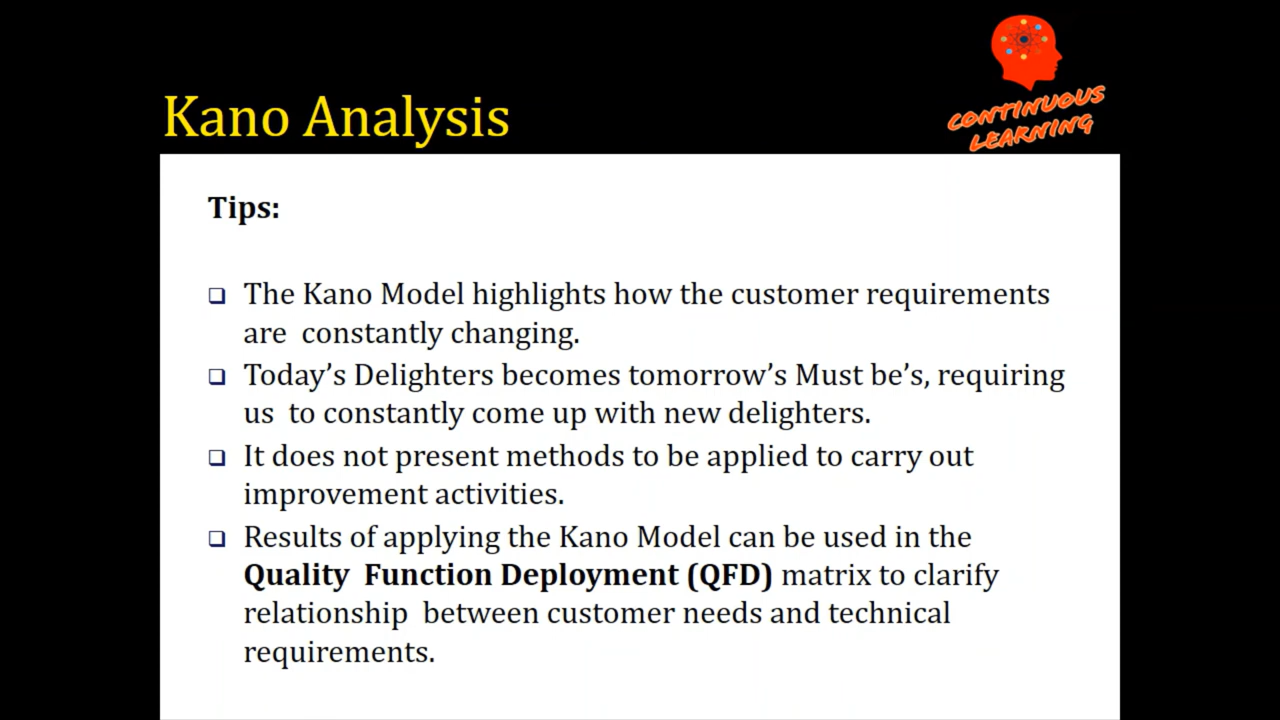 CONTINUOUS
LEARNING
Kano Analysis
Tips:
❑ The Kano Model highlights how the customer requirements
are  constantly changing.
❑ Today’s Delighters becomes tomorrow’s Must be’s, requiring
us  to constantly come up with new delighters.
❑ It does not present methods to be applied to carry out
improvement activities.
❑ Results of applying the Kano Model can be used in the
Quality  Function Deployment (QFD) matrix to clarify
relationship  between customer needs and technical
requirements.